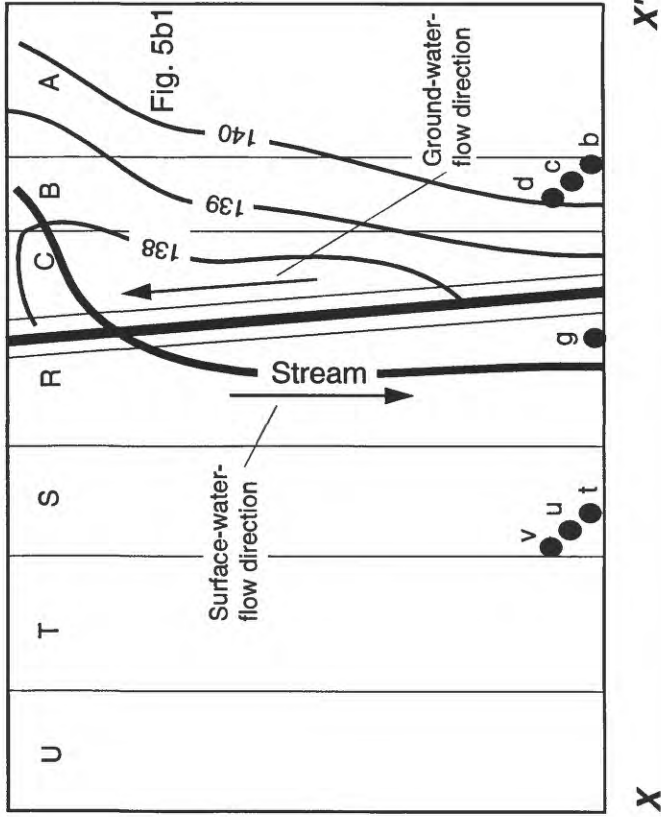 U
T
S
R
C
B
A
Fig. 5b1
138
139
140
Stream
Surface-water-
flow direction
Ground-water-
flow direction
v
u
t
g
d
c
b
X
X'